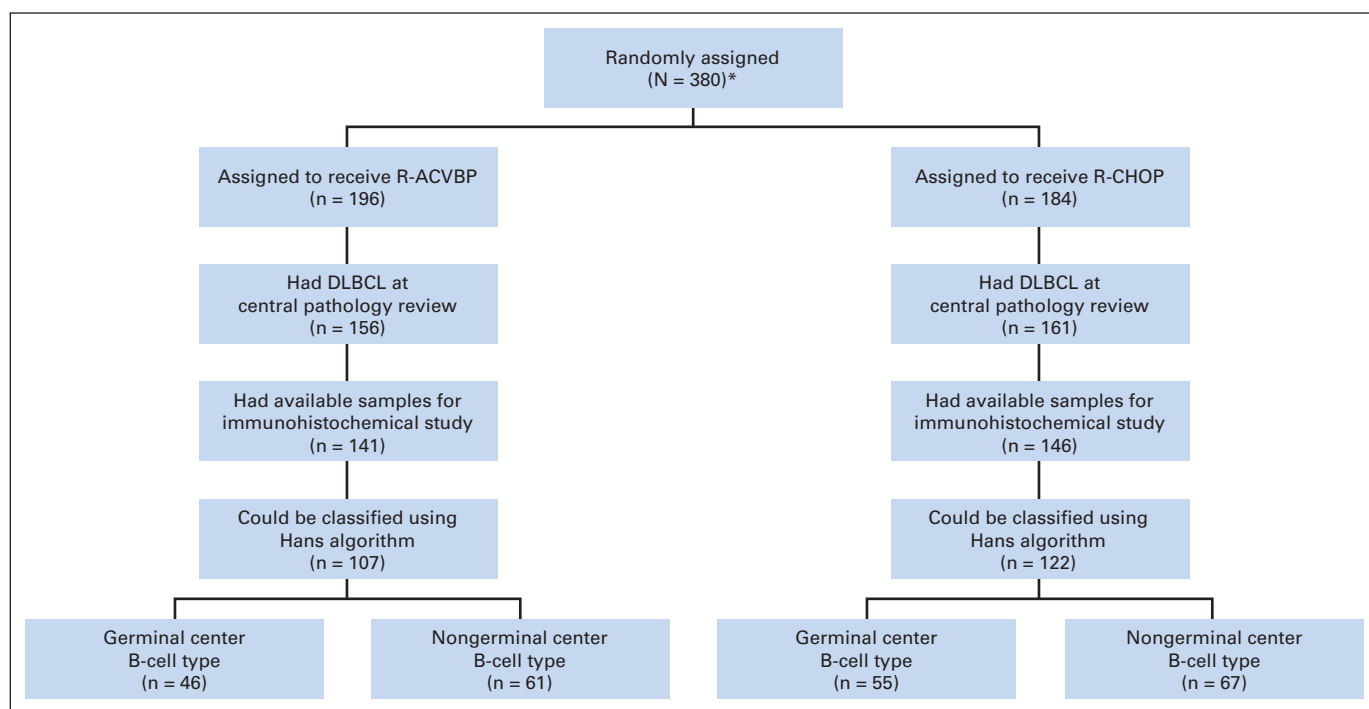 Randomly assigned
(N = 380)*
Assigned to receive R-ACVBP
(n = 196)
Assigned to receive R-CHOP
(n = 184)
Had DLBCL at
central pathology review
(n = 156)
Had DLBCL at
central pathology review
(n = 161)
Had available samples for
immunohistochemical study
(n = 141)
Had available samples for
immunohistochemical study
(n = 146)
Could be classified using
Hans algorithm
(n = 107)
Could be classified using
Hans algorithm
(n = 122)
Germinal center
B-cell type
(n = 46)
Nongerminal center
B-cell type
(n = 61)
Germinal center
B-cell type
(n = 55)
Nongerminal center
B-cell type
(n = 67)